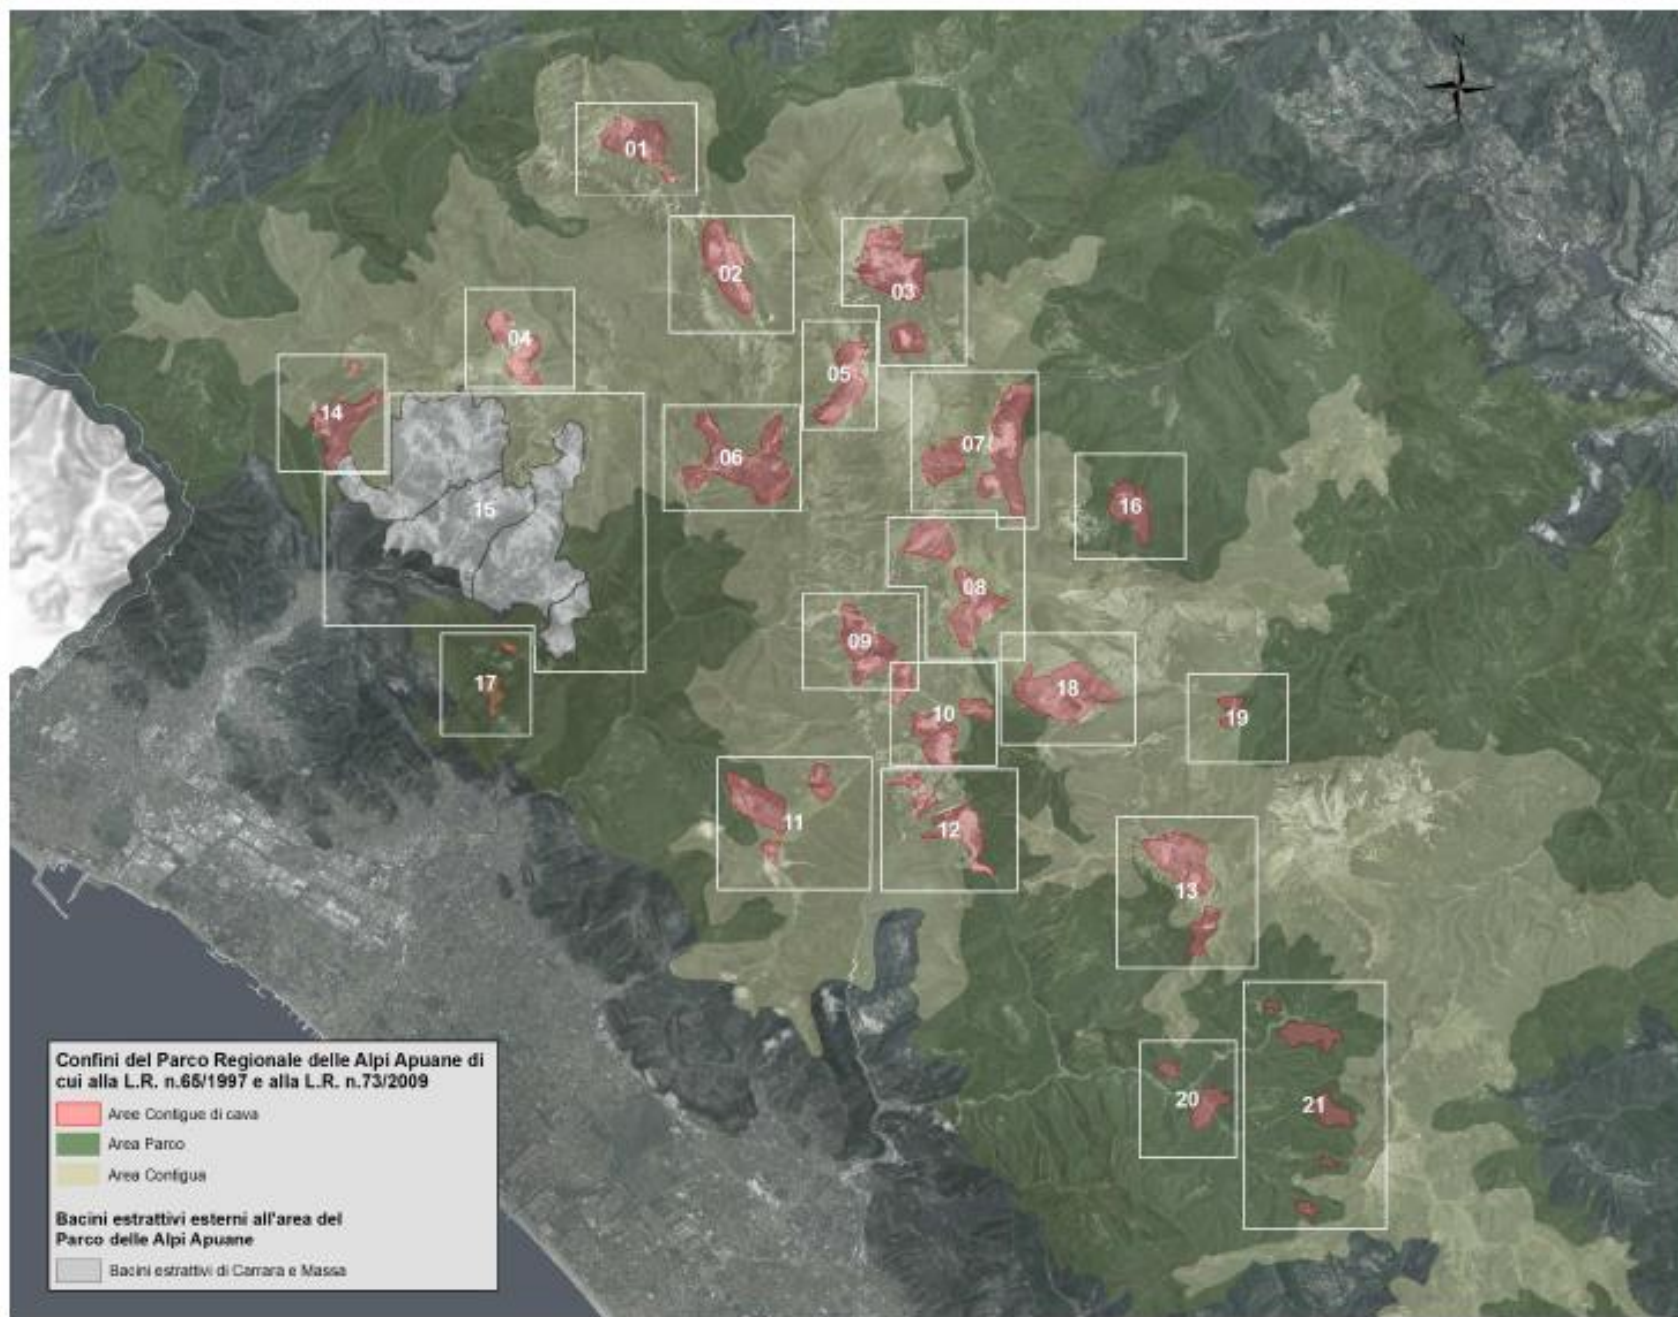 N
01
02
03
04
05
14
07
06
16
15
08
09
17
18
10
19
11
12
13
20
21
Confini del Parco Regionale delle Alpi Apuane di
cui alla L.R. n.65/1997 e alla L.R. n.73/2009
Aree Contigue di cava
Area Parco
Area Contigua
Bacini estrattivi esterni all'area del
Parco delle Alpi Apuane
Bacini estrattivi di Carrara e Massa